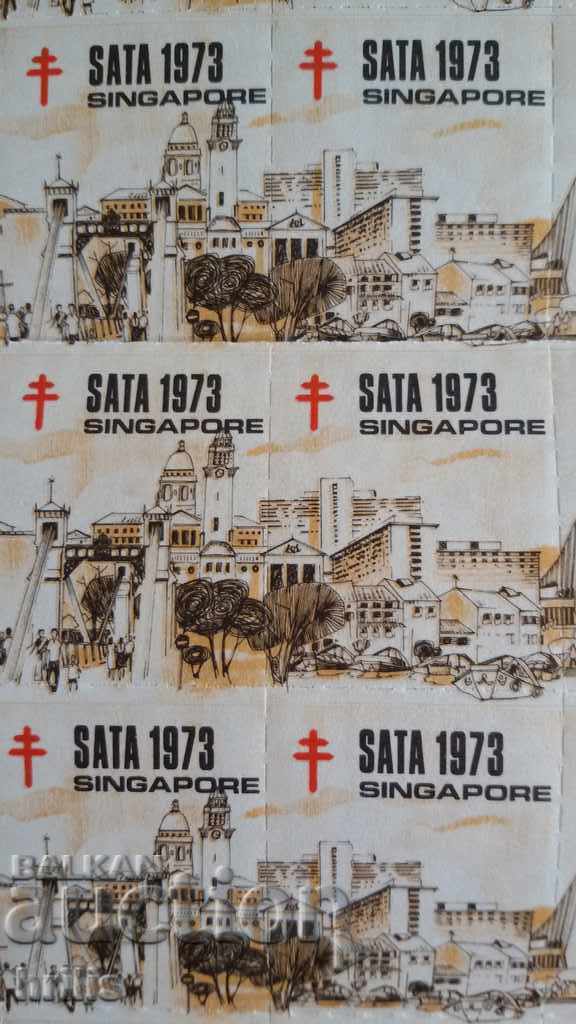 SATA 1973 SATA 1973
SINGAPORE SINGAPORE
SATA 1973 SATA 1973
SINGAPORE SINGAPORE
SATA 1973 SATA 1973
SINGAPORE SINGAPORE
BALKAN
auction
hrilis